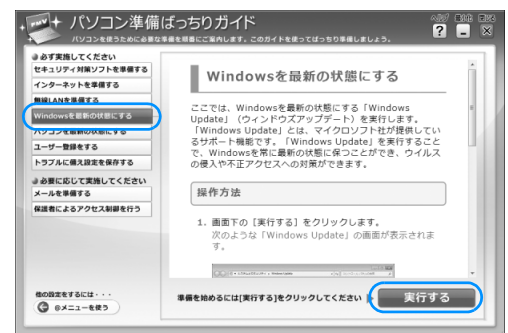 パソコン準備ばっちりガイド
パソコンを使うために必要な準備を順番にご案内します。このガイドを使ってばっちり準備しましょう。
必ず実施してください
セキュリティ対策ソフトを準備する
インターネットを準備する
無線LANを準備する
Windowsを最新の状態にする
パソコンを最新の状態にする
ユーザー登録をする
トラブルに備え設定を保存する
必要に応じて実施してください
メールを準備する
保護者によるアクセス制御を行う
他の設定をするには・・・
@メニューを使う
Windowsを最新の状態にする
ここでは、Windowsを最新の状態にする「Windows
Update」（ウィンドウズアップデート）を実行します。
「Windows Update」とは、マイクロソフト社が提供してい
るサポート機能です。「Windows Update」を実行すること
で、Windowsを常に最新の状態に保つことができ、ウイルス
の侵入や不正アクセスへの対策ができます。
操作方法
1. 画面下の［実行する］をクリックします。
次のような「Windows Update」の画面が表示されま
す。
準備を始めるには[実行する]をクリックしてください
実行する